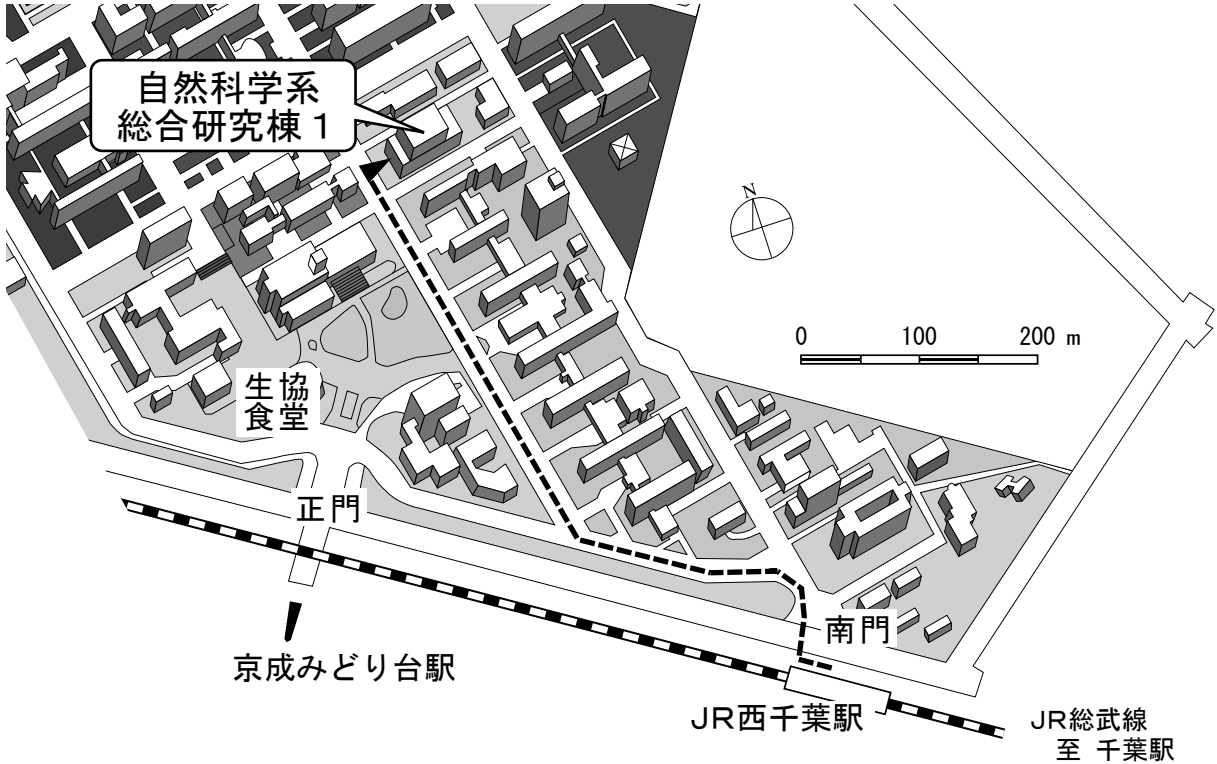 自然科学系
総合研究棟1
N
0 100 200 m
生協
食堂
正門
南門
京成みどり台駅
JR西千葉駅
JR総武線
至 千葉駅